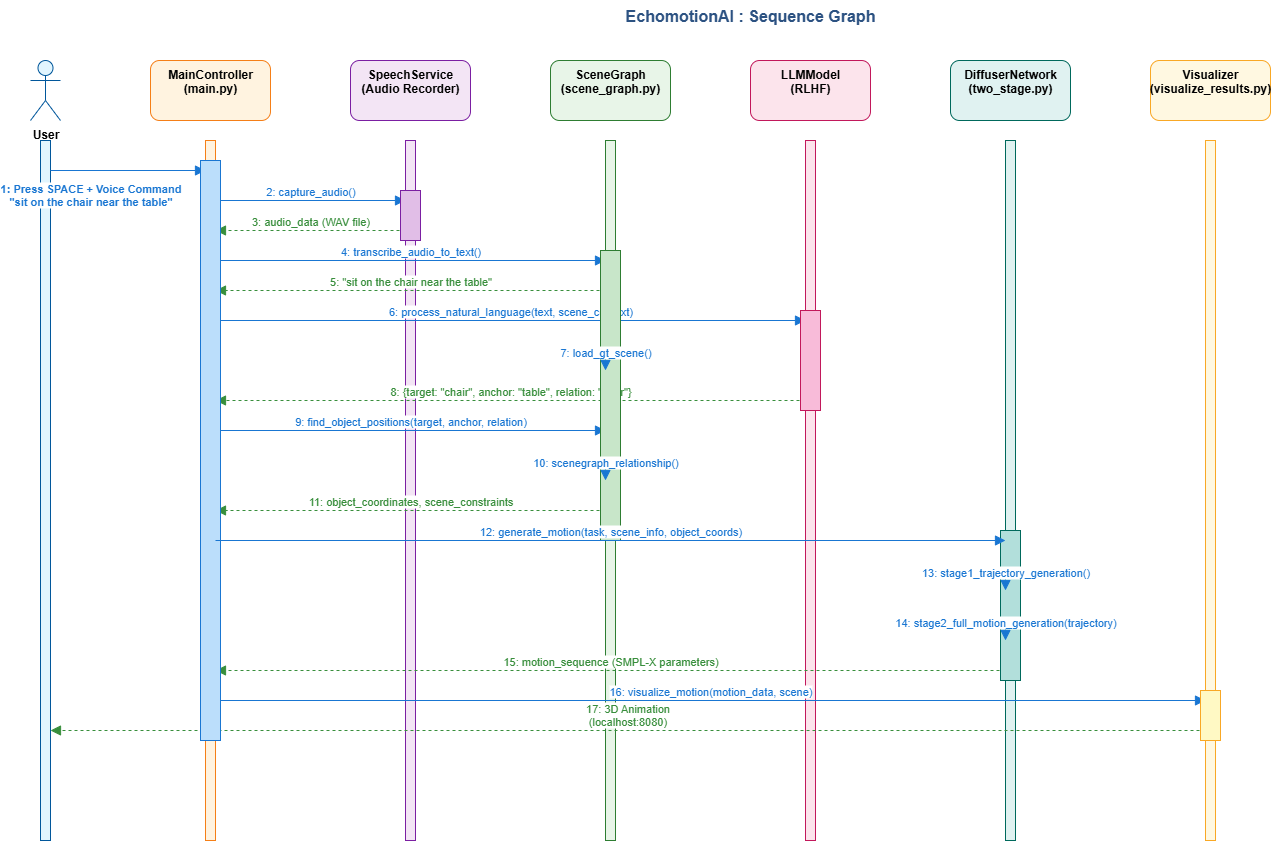 EchomotionAI : Sequence Graph
User
MainController
(main.py)
SpeechService
(Audio Recorder)
SceneGraph
(scene_graph.py)
LLMModel
(RLHF)
DiffuserNetwork
(two_stage.py)
Visualizer
(visualize_results.py)
1: Press SPACE + Voice Command
"sit on the chair near the table"
2: capture_audio()
3: audio_data (WAV file)
4: transcribe_audio_to_text()
5: "sit on the chair near the table"
6: process_natural_language(text,
7: load_gt_scene()
8: {target: "chair", anchor: "table", relation:
9: find_object_positions(target, anchor, relation)
10: scenegraph_relationship()
11: object_coordinates, scene_constraints
12: generate_motion(task, scene_info, object_coords)
13: stage1_trajectory_generation()
14: stage2_full_motion_generation(trajectory)
15: motion_sequence (SMPL-X parameters)
16: visualize_motion(motion_data, scene)
17: 3D Animation
(localhost:8080)